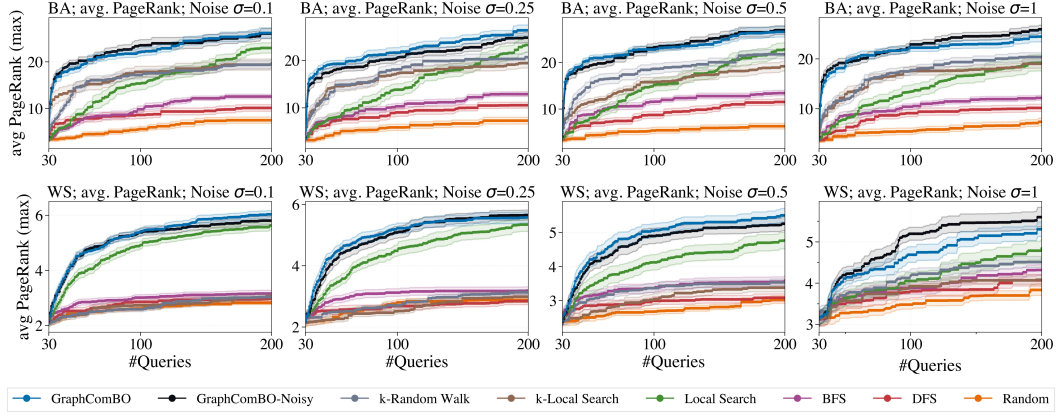 BA; avg. PageRank; Noise σ=0.1
BA; avg. PageRank; Noise σ=0.25
BA; avg. PageRank; Noise σ=0.5
BA; avg. PageRank; Noise σ=1
avg PageRank (max)
20
10
30
100
200
20
10
30
100
200
20
10
30
100
200
20
10
30
100
200
WS; avg. PageRank; Noise σ=0.1
WS; avg. PageRank; Noise σ=0.25
WS; avg. PageRank; Noise σ=0.5
WS; avg. PageRank; Noise σ=1
avg PageRank (max)
6
4
2
30
100
200
6
4
2
30
100
200
5
4
3
30
100
200
5
4
3
30
100
200
#Queries
#Queries
#Queries
#Queries
GraphComBO
GraphComBO-Noisy
k-Random Walk
k-Local Search
Local Search
BFS
DFS
Random